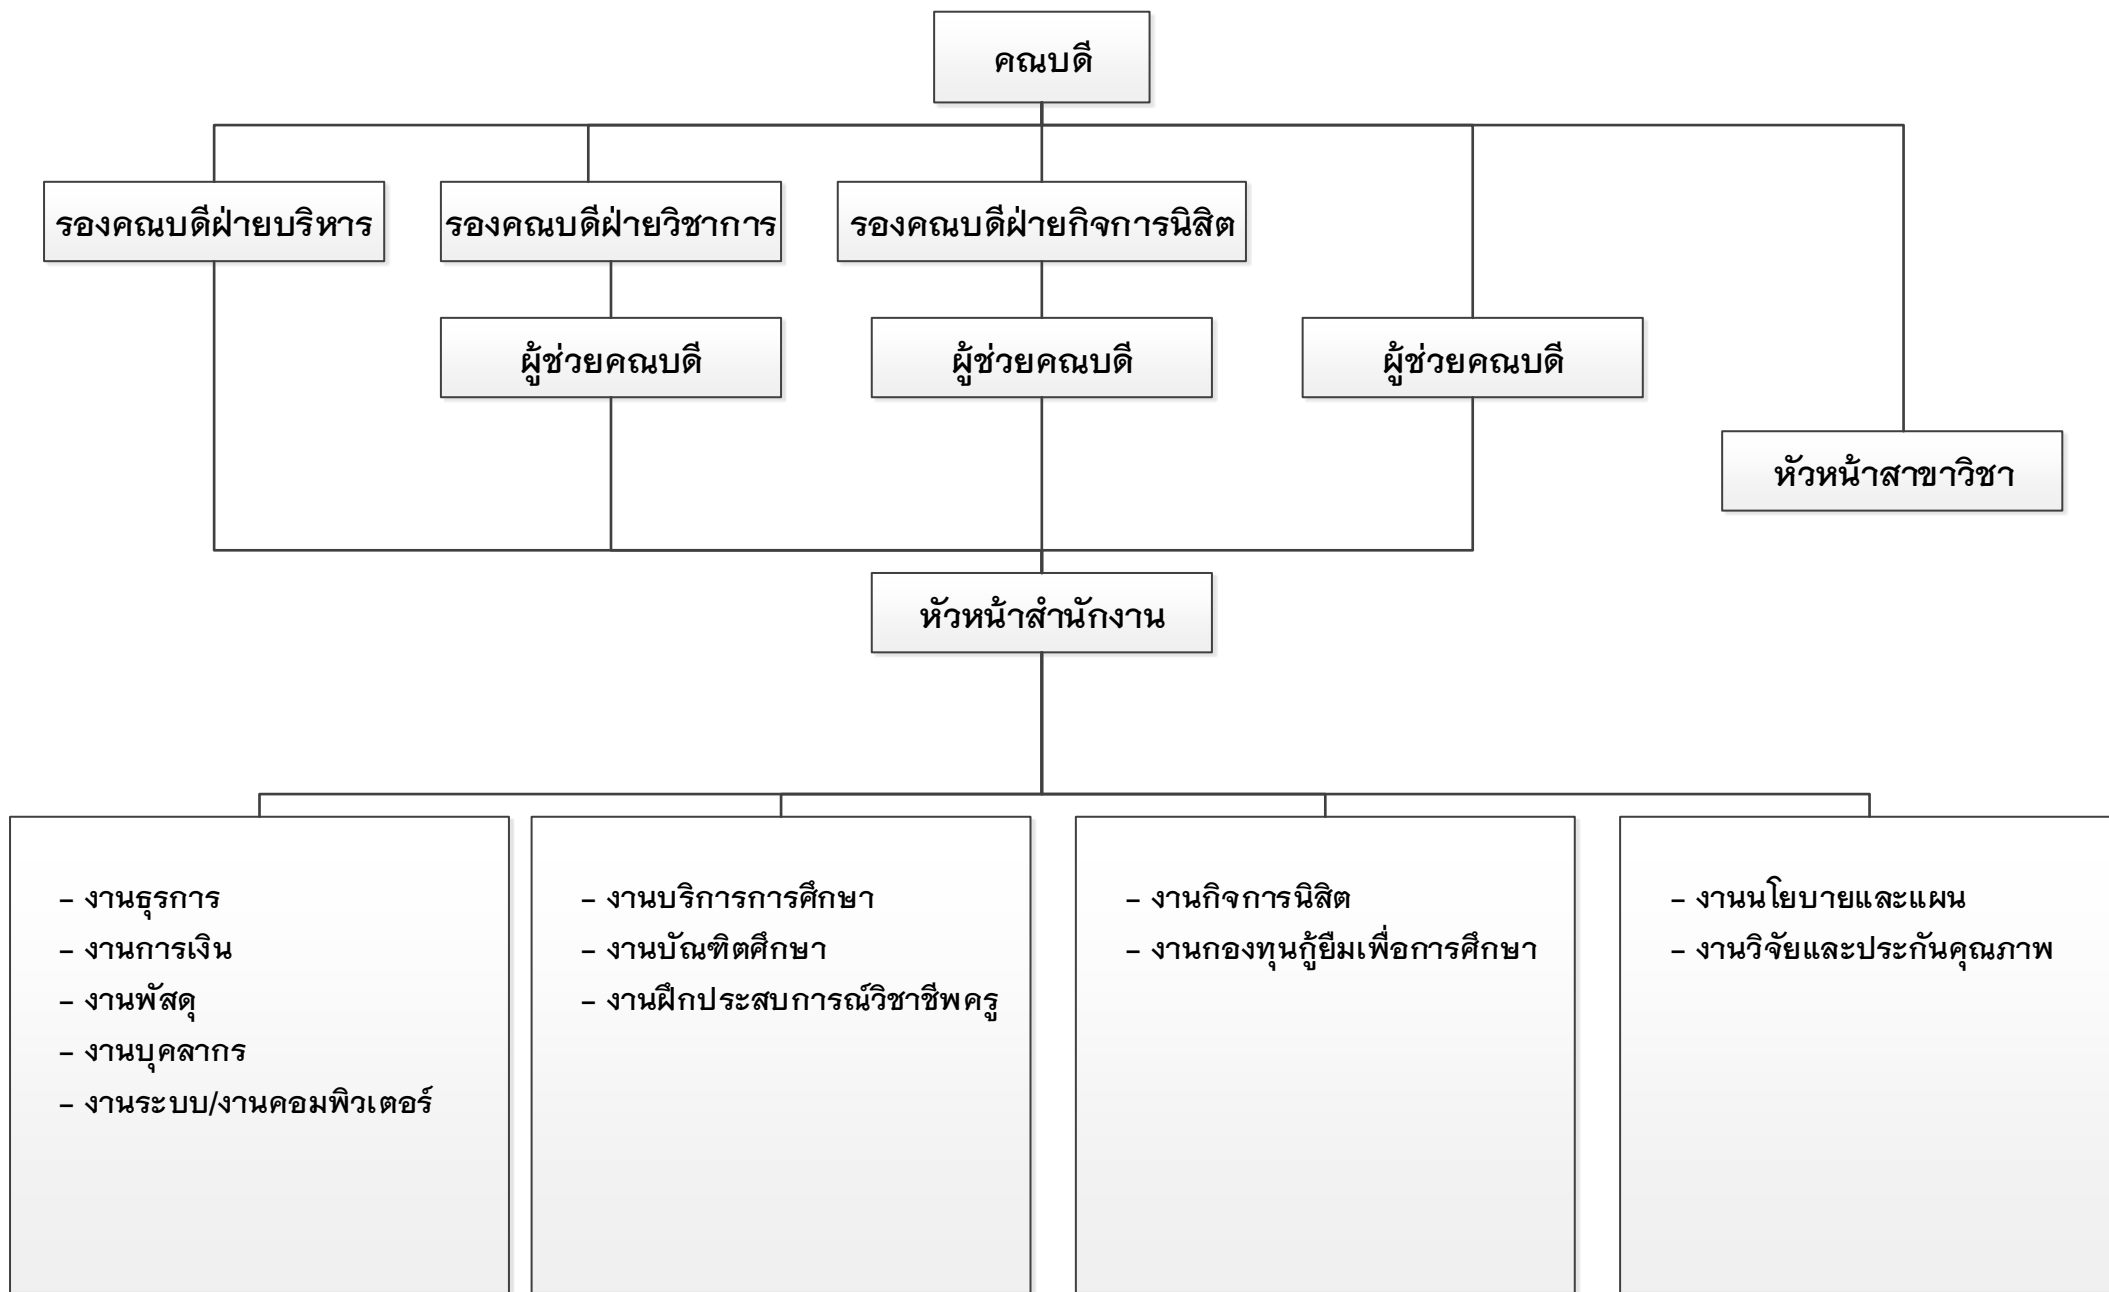 คณบดี
รองคณบดีฝ่ายบริหาร
รองคณบดีฝ่ายวิชาการ
รองคณบดีฝ่ายกิจการนิสิต
ผู้ช่วยคณบดี
ผู้ช่วยคณบดี
ผู้ช่วยคณบดี
หัวหน้าสาขาวิชา
หัวหน้าสำนักงาน
– งานธุรการ
– งานการเงิน
– งานพัสดุ
– งานบุคลากร
– งานระบบ/งานคอมพิวเตอร์
– งานบริการการศึกษา
– งานบัณฑิตศึกษา
– งานฝึกประสบการณ์วิชาชีพครู
– งานกิจการนิสิต
– งานกองทุนกู้ยืมเพื่อการศึกษา
– งานนโยบายและแผน
– งานวิจัยและประกันคุณภาพ